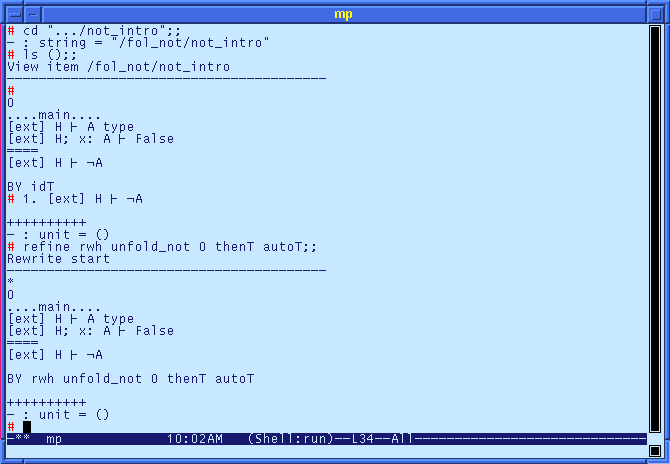 mp
# cd ".../not_intro";;
- : string = "/fol_not/not_intro"
# ls ();;
View item /fol_not/not_intro
----------------------------------------
#
0
....main....
[ext] H ⊢ A type
[ext] H; x: A ⊢ False
====
[ext] H ⊢ ¬A
BY idT
# 1. [ext] H ⊢ ¬A
++++++++++
- : unit = ()
# refine rwh unfold_not 0 thenT autoT;;
Rewrite start
----------------------------------------
*
0
....main....
[ext] H ⊢ A type
[ext] H; x: A ⊢ False
====
[ext] H ⊢ ¬A
BY rwh unfold_not 0 thenT autoT
++++++++++
- : unit = ()
#
-** mp 10:02AM (Shell:run)--L34--All-----------------------------